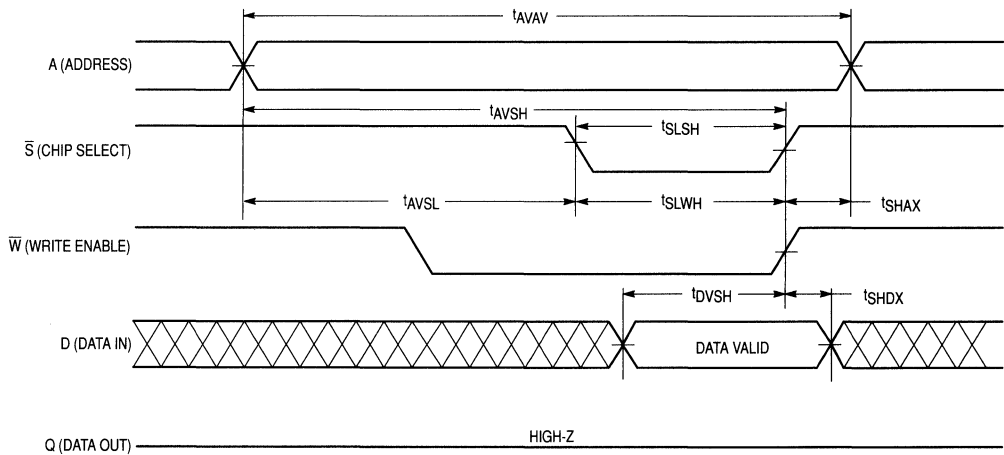 tAVAV
A (ADDRESS)
tAVSH
S̅ (CHIP SELECT)
tSLSH
tAVSL
tSLWH
tSHAX
W̅ (WRITE ENABLE)
tDVSH
tSHDX
D (DATA IN)
DATA VALID
Q (DATA OUT)
HIGH-Z